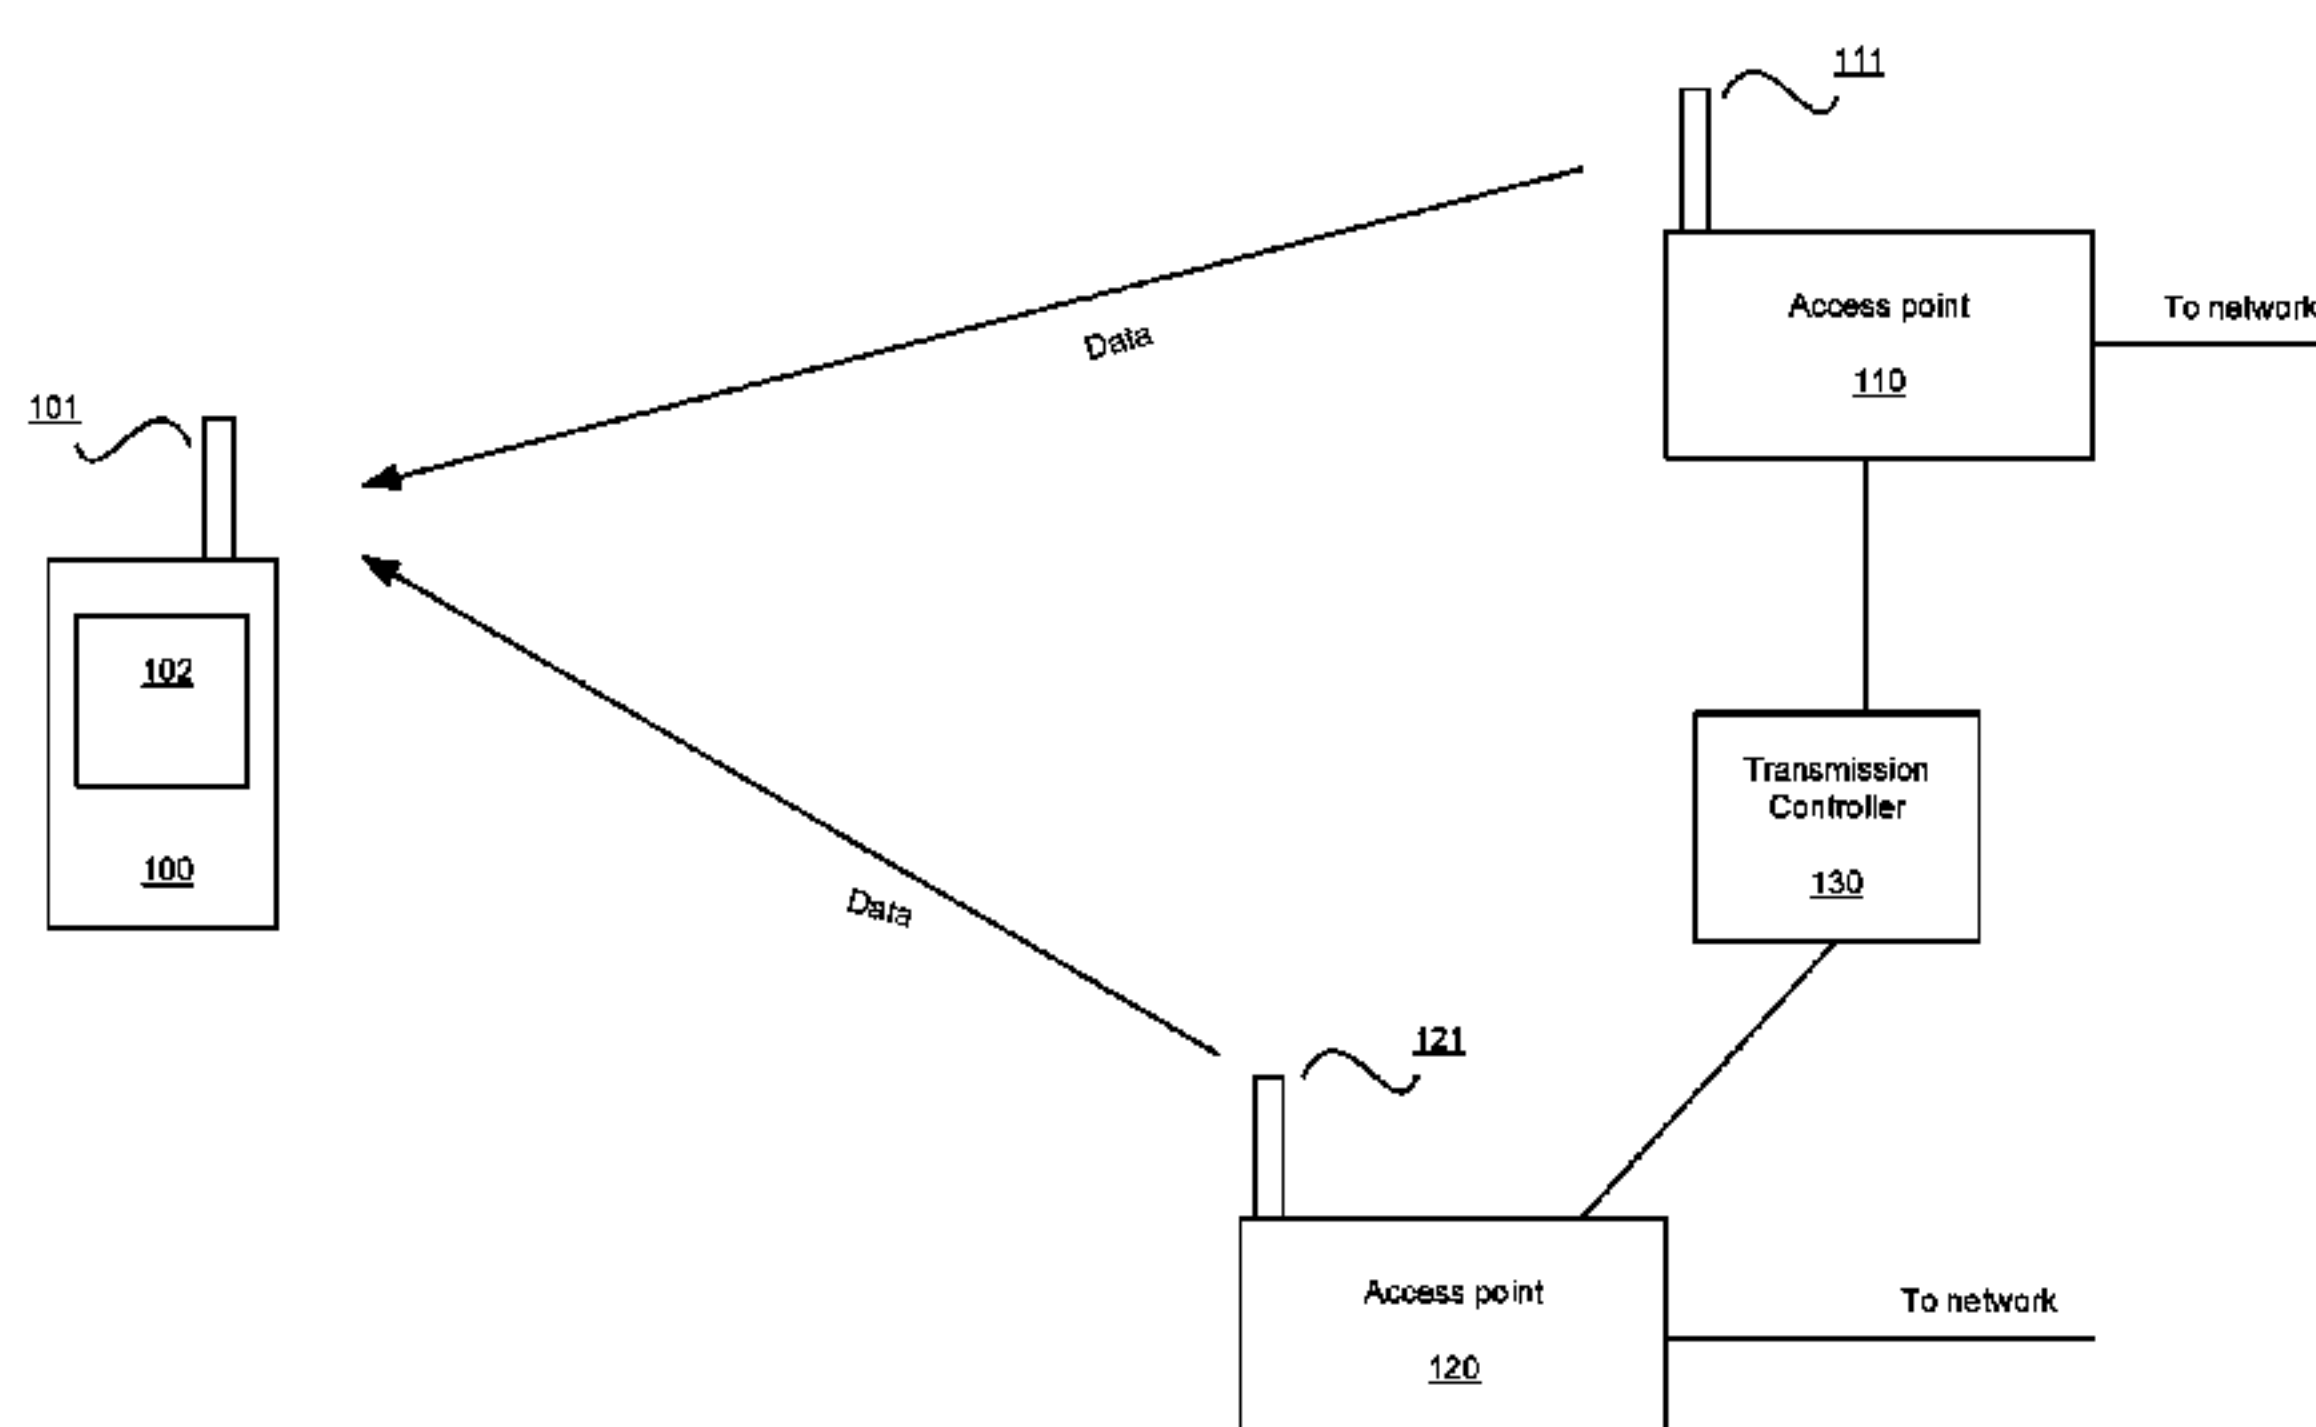 111
Access point
To network
110
Data
101
102
Transmission
Controller
100
130
Data
121
Access point
To network
120